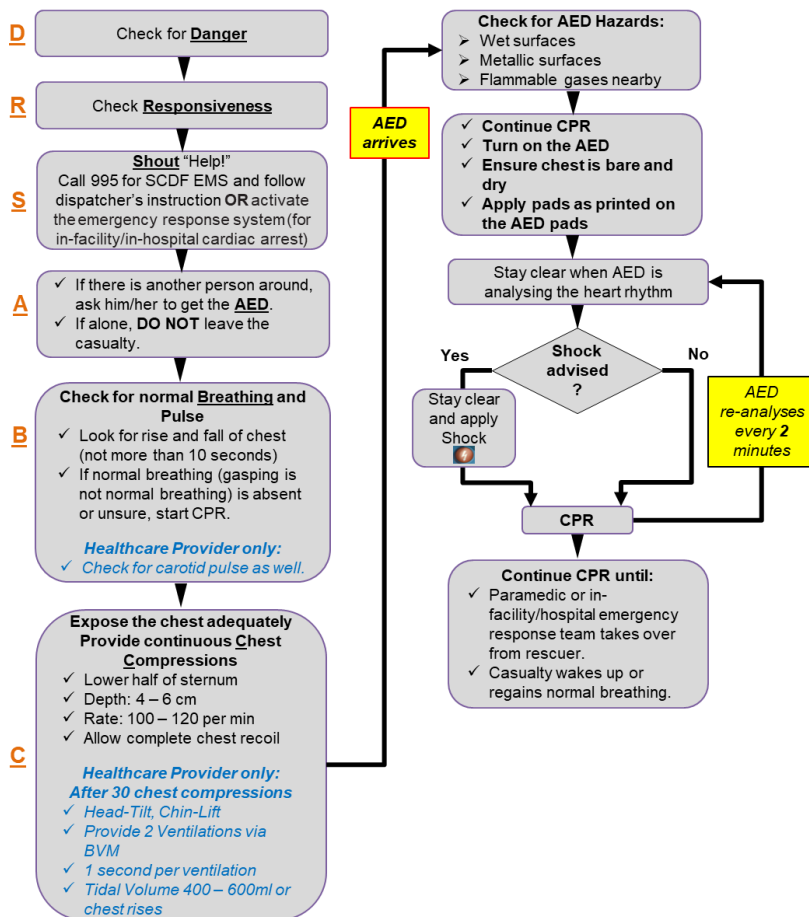 D
Check for Danger
R
Check Responsiveness
S
Shout “Help!”
Call 995 for SCDF EMS and follow
dispatcher’s instruction OR activate
the emergency response system (for
in-facility/in-hospital cardiac arrest)
A
✓ If there is another person around,
ask him/her to get the AED.
✓ If alone, DO NOT leave the
casualty.
B
Check for normal Breathing and
Pulse
✓ Look for rise and fall of chest
(not more than 10 seconds)
✓ If normal breathing (gasping is
not normal breathing) is absent
or unsure, start CPR.
Healthcare Provider only:
✓ Check for carotid pulse as well.
C
Expose the chest adequately
Provide continuous Chest
Compressions
✓ Lower half of sternum
✓ Depth: 4 – 6 cm
✓ Rate: 100 – 120 per min
✓ Allow complete chest recoil
Healthcare Provider only:
After 30 chest compressions
✓ Head-Tilt, Chin-Lift
✓ Provide 2 Ventilations via
BVM
✓ 1 second per ventilation
✓ Tidal Volume 400 – 600ml or
chest rises
AED
arrives
Check for AED Hazards:
➢ Wet surfaces
➢ Metallic surfaces
➢ Flammable gases nearby
✓ Continue CPR
✓ Turn on the AED
✓ Ensure chest is bare and
dry
✓ Apply pads as printed on
the AED pads
Stay clear when AED is
analysing the heart rhythm
Shock
advised
?
Yes
No
Stay clear
and apply
Shock
AED
re-analyses
every 2
minutes
CPR
Continue CPR until:
✓ Paramedic or in-
facility/hospital emergency
response team takes over
from rescuer.
✓ Casualty wakes up or
regains normal breathing.